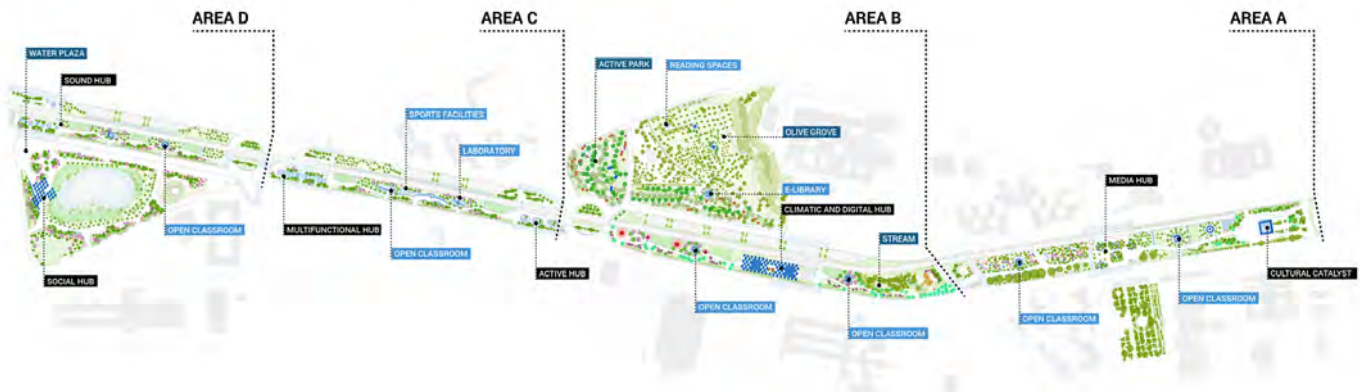 AREA D
AREA C
AREA B
AREA A
WATER PLAZA
SOUND HUB
ACTIVE PARK
READING SPACES
SPORTS FACILITIES
OLIVE GROVE
LABORATORY
MEDIA HUB
E-LIBRARY
CLIMATIC AND DIGITAL HUB
OPEN CLASSROOM
MULTIFUNCTIONAL HUB
STREAM
OPEN CLASSROOM
SOCIAL HUB
ACTIVE HUB
CULTURAL CATALYST
OPEN CLASSROOM
OPEN CLASSROOM
OPEN CLASSROOM
OPEN CLASSROOM